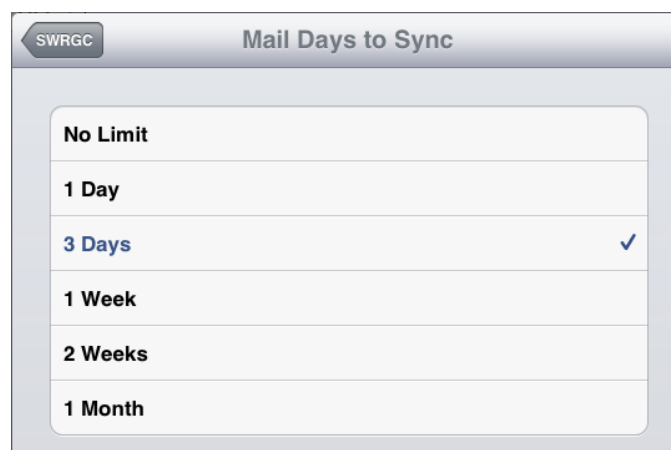 SWRGC
Mail Days to Sync
No Limit
1 Day
3 Days
1 Week
2 Weeks
1 Month